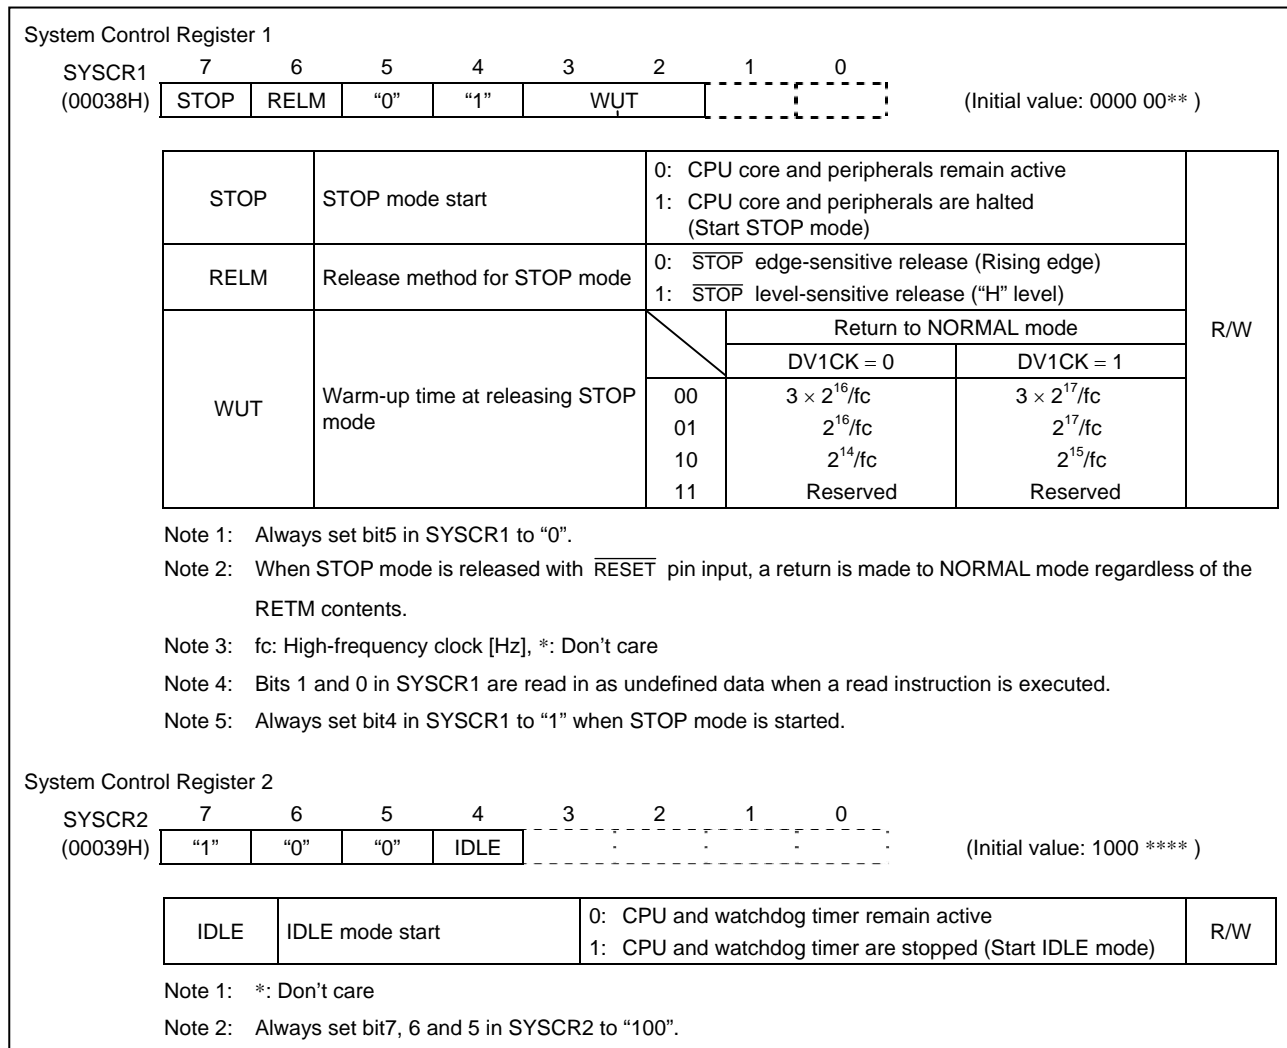 System Control Register 1
SYSCR1 7 6 5 4 3 2 1 0
(00038H) STOP RELM “0” “1” WUT (Initial value: 0000 00** )
STOP STOP mode start 0: CPU core and peripherals remain active
1: CPU core and peripherals are halted
(Start STOP mode)
RELM Release method for STOP mode 0: STOP edge-sensitive release (Rising edge)
1: STOP level-sensitive release (“H” level)
R/W
WUT Warm-up time at releasing STOP mode
Return to NORMAL mode
DV1CK = 0 DV1CK = 1
00 3 × 2^16/fc 3 × 2^17/fc
01 2^16/fc 2^17/fc
10 2^14/fc 2^15/fc
11 Reserved Reserved
Note 1: Always set bit5 in SYSCR1 to “0”.
Note 2: When STOP mode is released with RESET pin input, a return is made to NORMAL mode regardless of the
RETM contents.
Note 3: fc: High-frequency clock [Hz], *: Don’t care
Note 4: Bits 1 and 0 in SYSCR1 are read in as undefined data when a read instruction is executed.
Note 5: Always set bit4 in SYSCR1 to “1” when STOP mode is started.
System Control Register 2
SYSCR2 7 6 5 4 3 2 1 0
(00039H) “1” “0” “0” IDLE (Initial value: 1000 **** )
IDLE IDLE mode start 0: CPU and watchdog timer remain active
1: CPU and watchdog timer are stopped (Start IDLE mode)
R/W
Note 1: *: Don’t care
Note 2: Always set bit7, 6 and 5 in SYSCR2 to “100”.